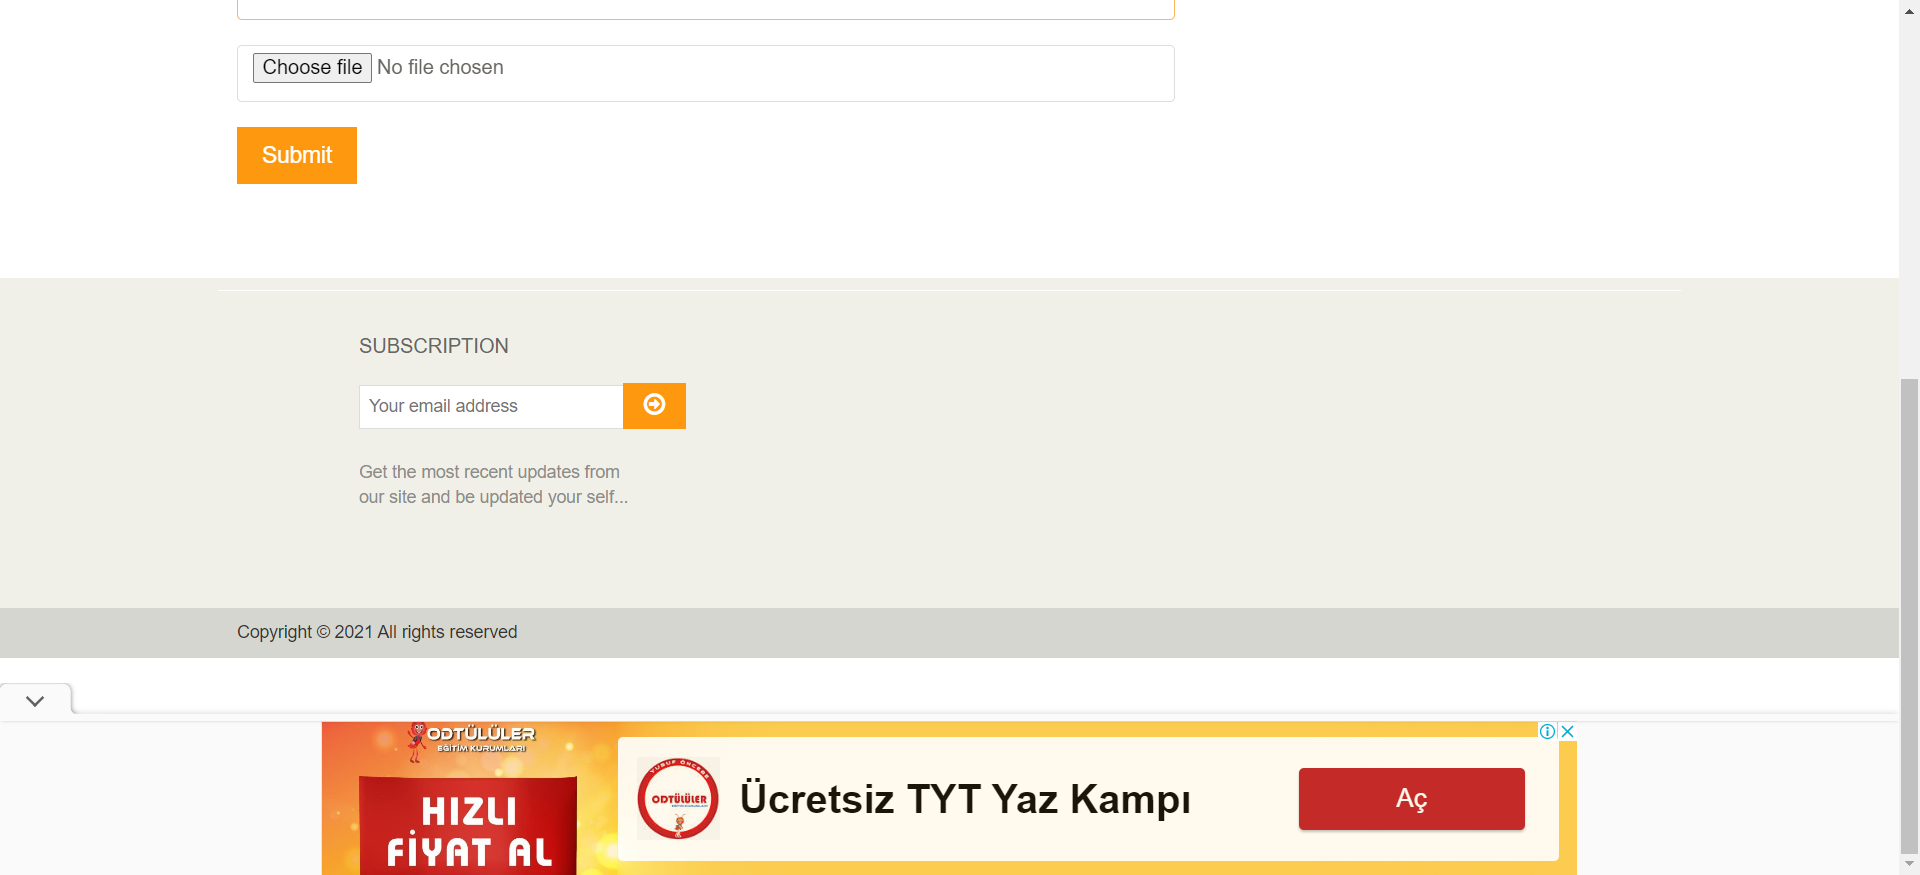 Choose file No file chosen
Submit
SUBSCRIPTION
Your email address
Get the most recent updates from
our site and be updated your self...
Copyright © 2021 All rights reserved
ODTÜLÜLER
EĞİTİM KURUMLARI
HIZLI
FİYAT AL
YUSUF ÖNCEBE
ODTÜLÜLER
Ücretsiz TYT Yaz Kampı
Aç